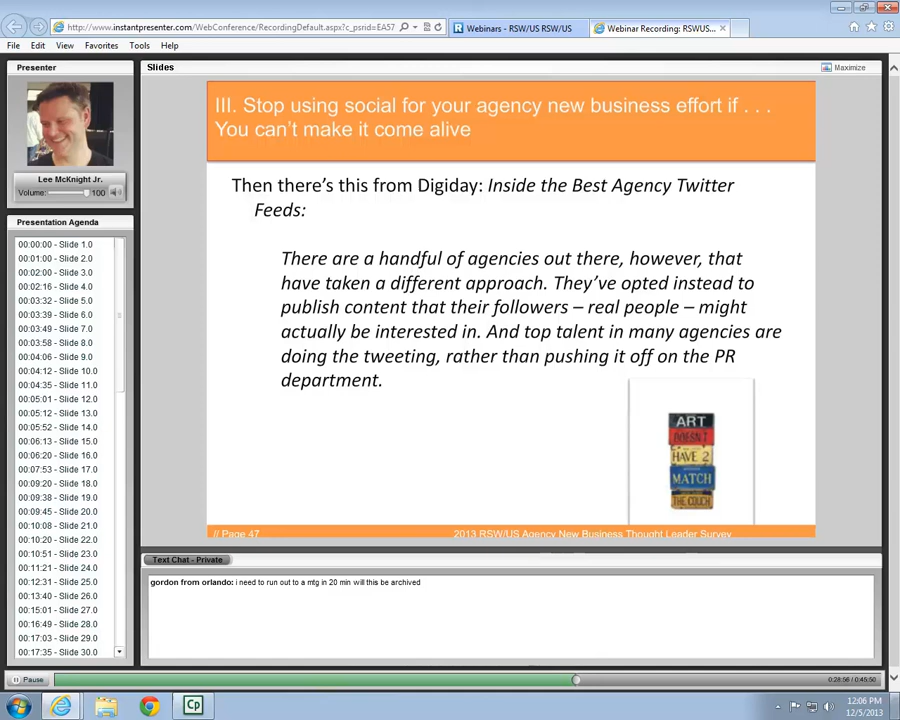 http://www.instantpresenter.com/WebConference/RecordingDefault.aspx?c_psrid=EA57
Webinars - RSW/US RSW/US
Webinar Recording: RSWUS...
File Edit View Favorites Tools Help
Presenter
Slides
Maximize
III. Stop using social for your agency new business effort if . . .
You can't make it come alive
Then there's this from Digiday: Inside the Best Agency Twitter
Feeds:
There are a handful of agencies out there, however, that
have taken a different approach. They've opted instead to
publish content that their followers – real people – might
actually be interested in. And top talent in many agencies are
doing the tweeting, rather than pushing it off on the PR
department.
ART
DOESN'T
HAVE 2
MATCH
THE COUCH
// Page 47
2013 RSW/US Agency New Business Thought Leader Survey
Lee McKnight Jr.
Volume: 100
Presentation Agenda
00:00:00 - Slide 1.0
00:01:00 - Slide 2.0
00:02:00 - Slide 3.0
00:02:16 - Slide 4.0
00:03:32 - Slide 5.0
00:03:39 - Slide 6.0
00:03:49 - Slide 7.0
00:03:58 - Slide 8.0
00:04:06 - Slide 9.0
00:04:12 - Slide 10.0
00:04:35 - Slide 11.0
00:05:01 - Slide 12.0
00:05:12 - Slide 13.0
00:05:52 - Slide 14.0
00:06:13 - Slide 15.0
00:06:20 - Slide 16.0
00:07:53 - Slide 17.0
00:09:20 - Slide 18.0
00:09:38 - Slide 19.0
00:09:45 - Slide 20.0
00:10:08 - Slide 21.0
00:10:20 - Slide 22.0
00:10:51 - Slide 23.0
00:11:21 - Slide 24.0
00:12:31 - Slide 25.0
00:13:40 - Slide 26.0
00:15:01 - Slide 27.0
00:16:49 - Slide 28.0
00:17:03 - Slide 29.0
00:17:35 - Slide 30.0
Text Chat - Private
gordon from orlando: i need to run out to a mtg in 20 min will this be archived
Pause
0:28:56 / 0:45:50
Cp
12:06 PM
12/5/2013